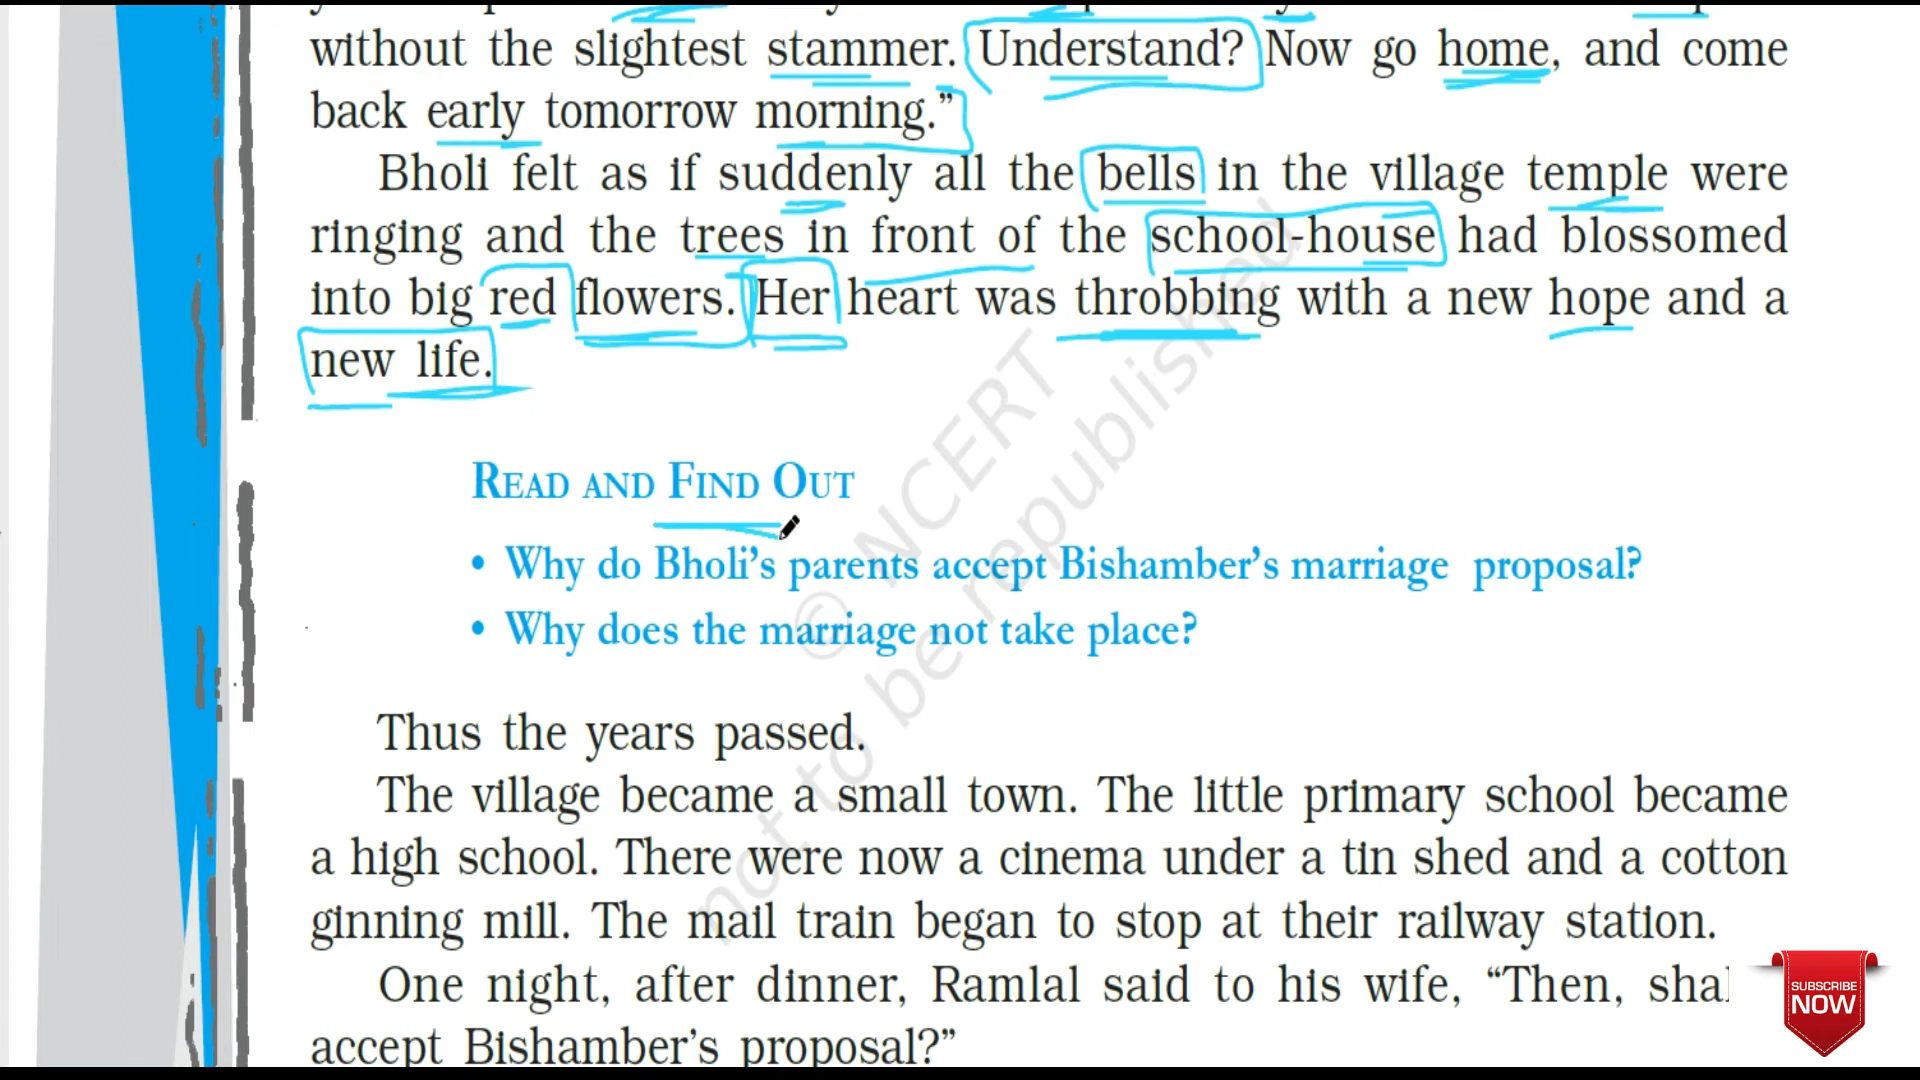 without the slightest stammer. Understand? Now go home, and come
back early tomorrow morning.”
Bholi felt as if suddenly all the bells in the village temple were
ringing and the trees in front of the school-house had blossomed
into big red flowers. Her heart was throbbing with a new hope and a
new life.
READ AND FIND OUT
• Why do Bholi’s parents accept Bishamber’s marriage proposal?
• Why does the marriage not take place?
Thus the years passed.
The village became a small town. The little primary school became
a high school. There were now a cinema under a tin shed and a cotton
ginning mill. The mail train began to stop at their railway station.
One night, after dinner, Ramlal said to his wife, “Then, shal
accept Bishamber’s proposal?”
© NCERT
not to be republished
SUBSCRIBE
NOW